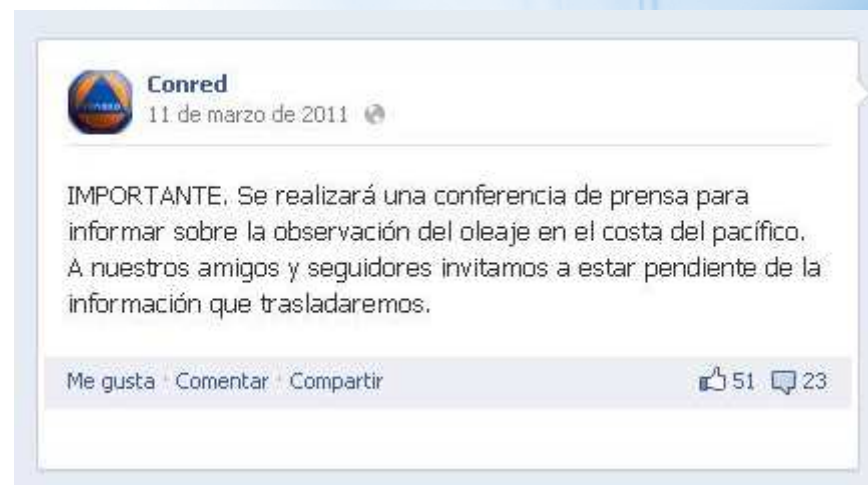 Conred
11 de marzo de 2011
IMPORTANTE. Se realizará una conferencia de prensa para
informar sobre la observación del oleaje en el costa del pacífico.
A nuestros amigos y seguidores invitamos a estar pendiente de la
información que trasladaremos.
Me gusta · Comentar · Compartir 51 23